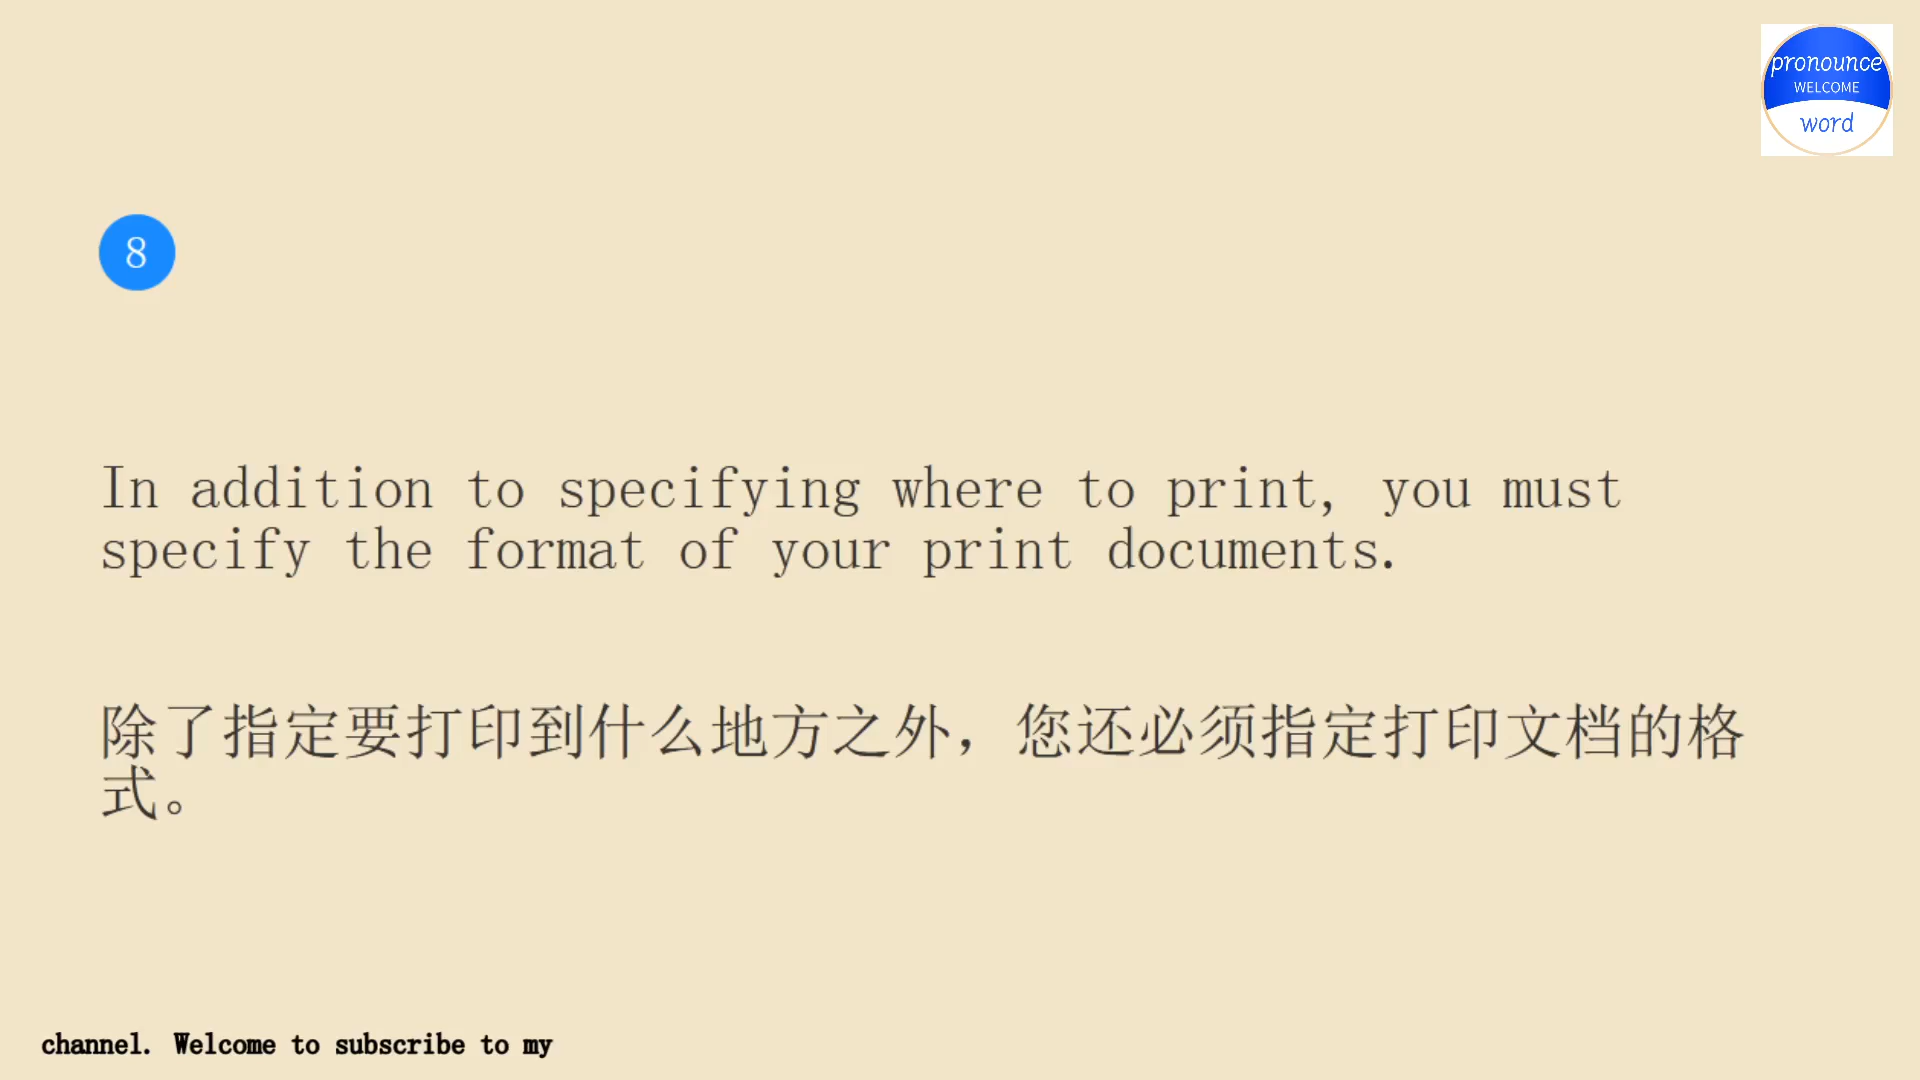 pronounce
WELCOME
word
8
In addition to specifying where to print, you must
specify the format of your print documents.
除了指定要打印到什么地方之外，您还必须指定打印文档的格
式。
channel. Welcome to subscribe to my